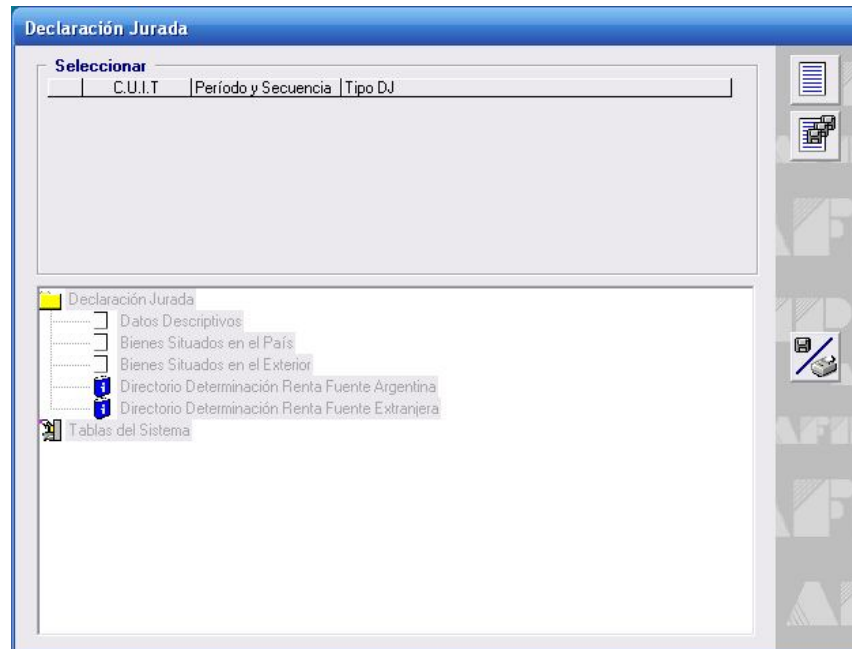 Declaración Jurada
Seleccionar
C.U.I.T Período y Secuencia Tipo DJ
Declaración Jurada
Datos Descriptivos
Bienes Situados en el País
Bienes Situados en el Exterior
Directorio Determinación Renta Fuente Argentina
Directorio Determinación Renta Fuente Extranjera
Tablas del Sistema